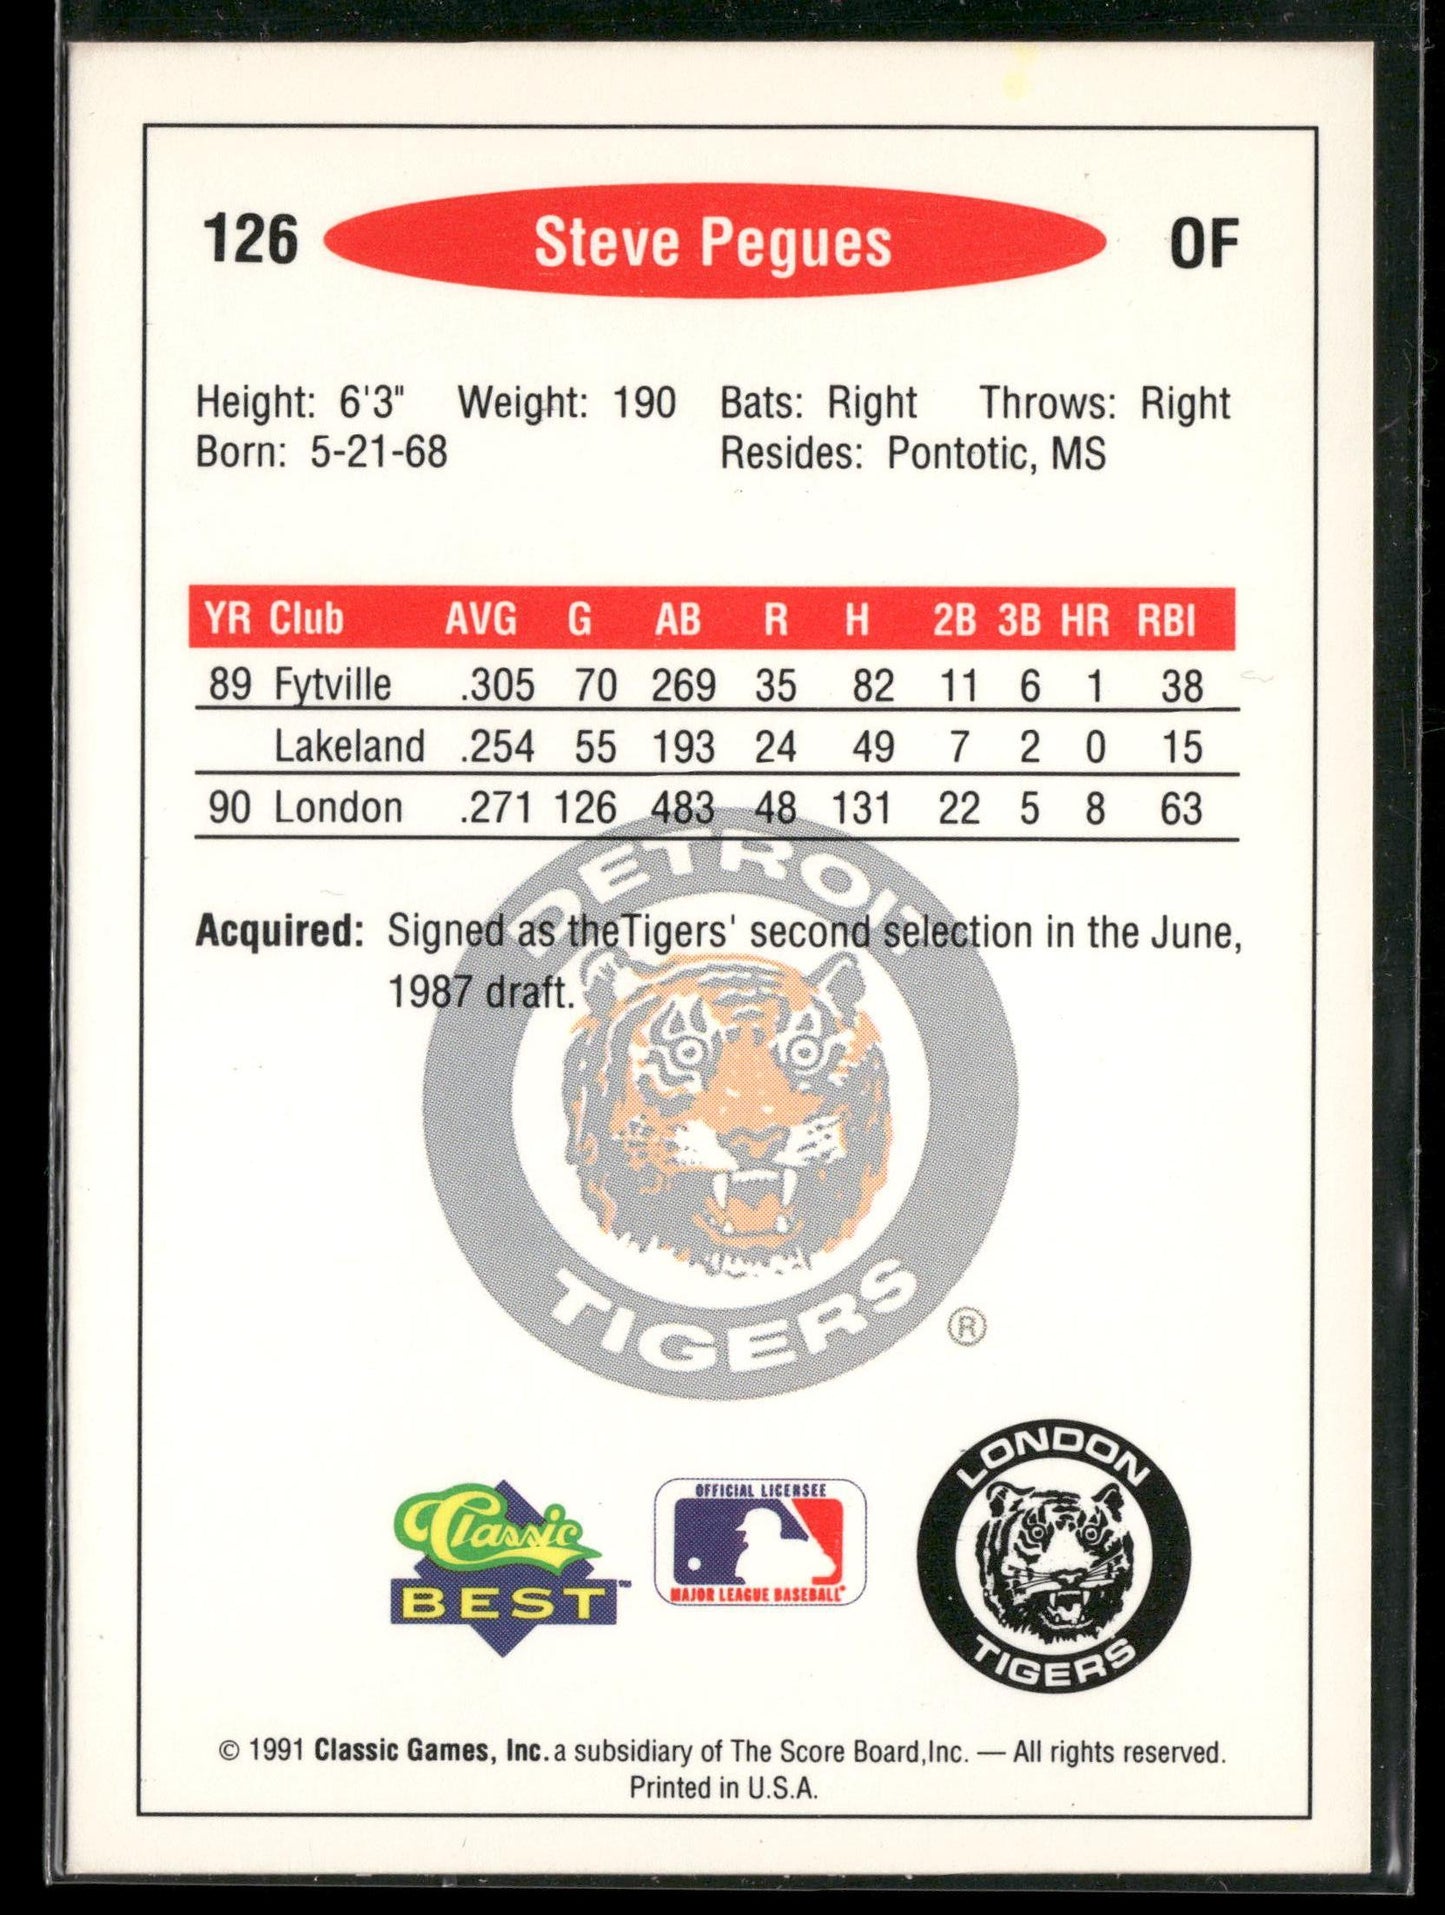 126 Steve Pegues OF
Height: 6'3" Weight: 190 Bats: Right Throws: Right
Born: 5-21-68 Resides: Pontotic, MS
YR Club AVG G AB R H 2B 3B HR RBI
89 Fytville .305 70 269 35 82 11 6 1 38
Lakeland .254 55 193 24 49 7 2 0 15
90 London .271 126 483 48 131 22 5 8 63
DETROIT
Acquired: Signed as theTigers' second selection in the June,
1987 draft.
TIGERS
®
LONDON
TIGERS
Classic
BEST™
OFFICIAL LICENSEE
MAJOR LEAGUE BASEBALL
© 1991 Classic Games, Inc. a subsidiary of The Score Board,Inc. — All rights reserved.
Printed in U.S.A.